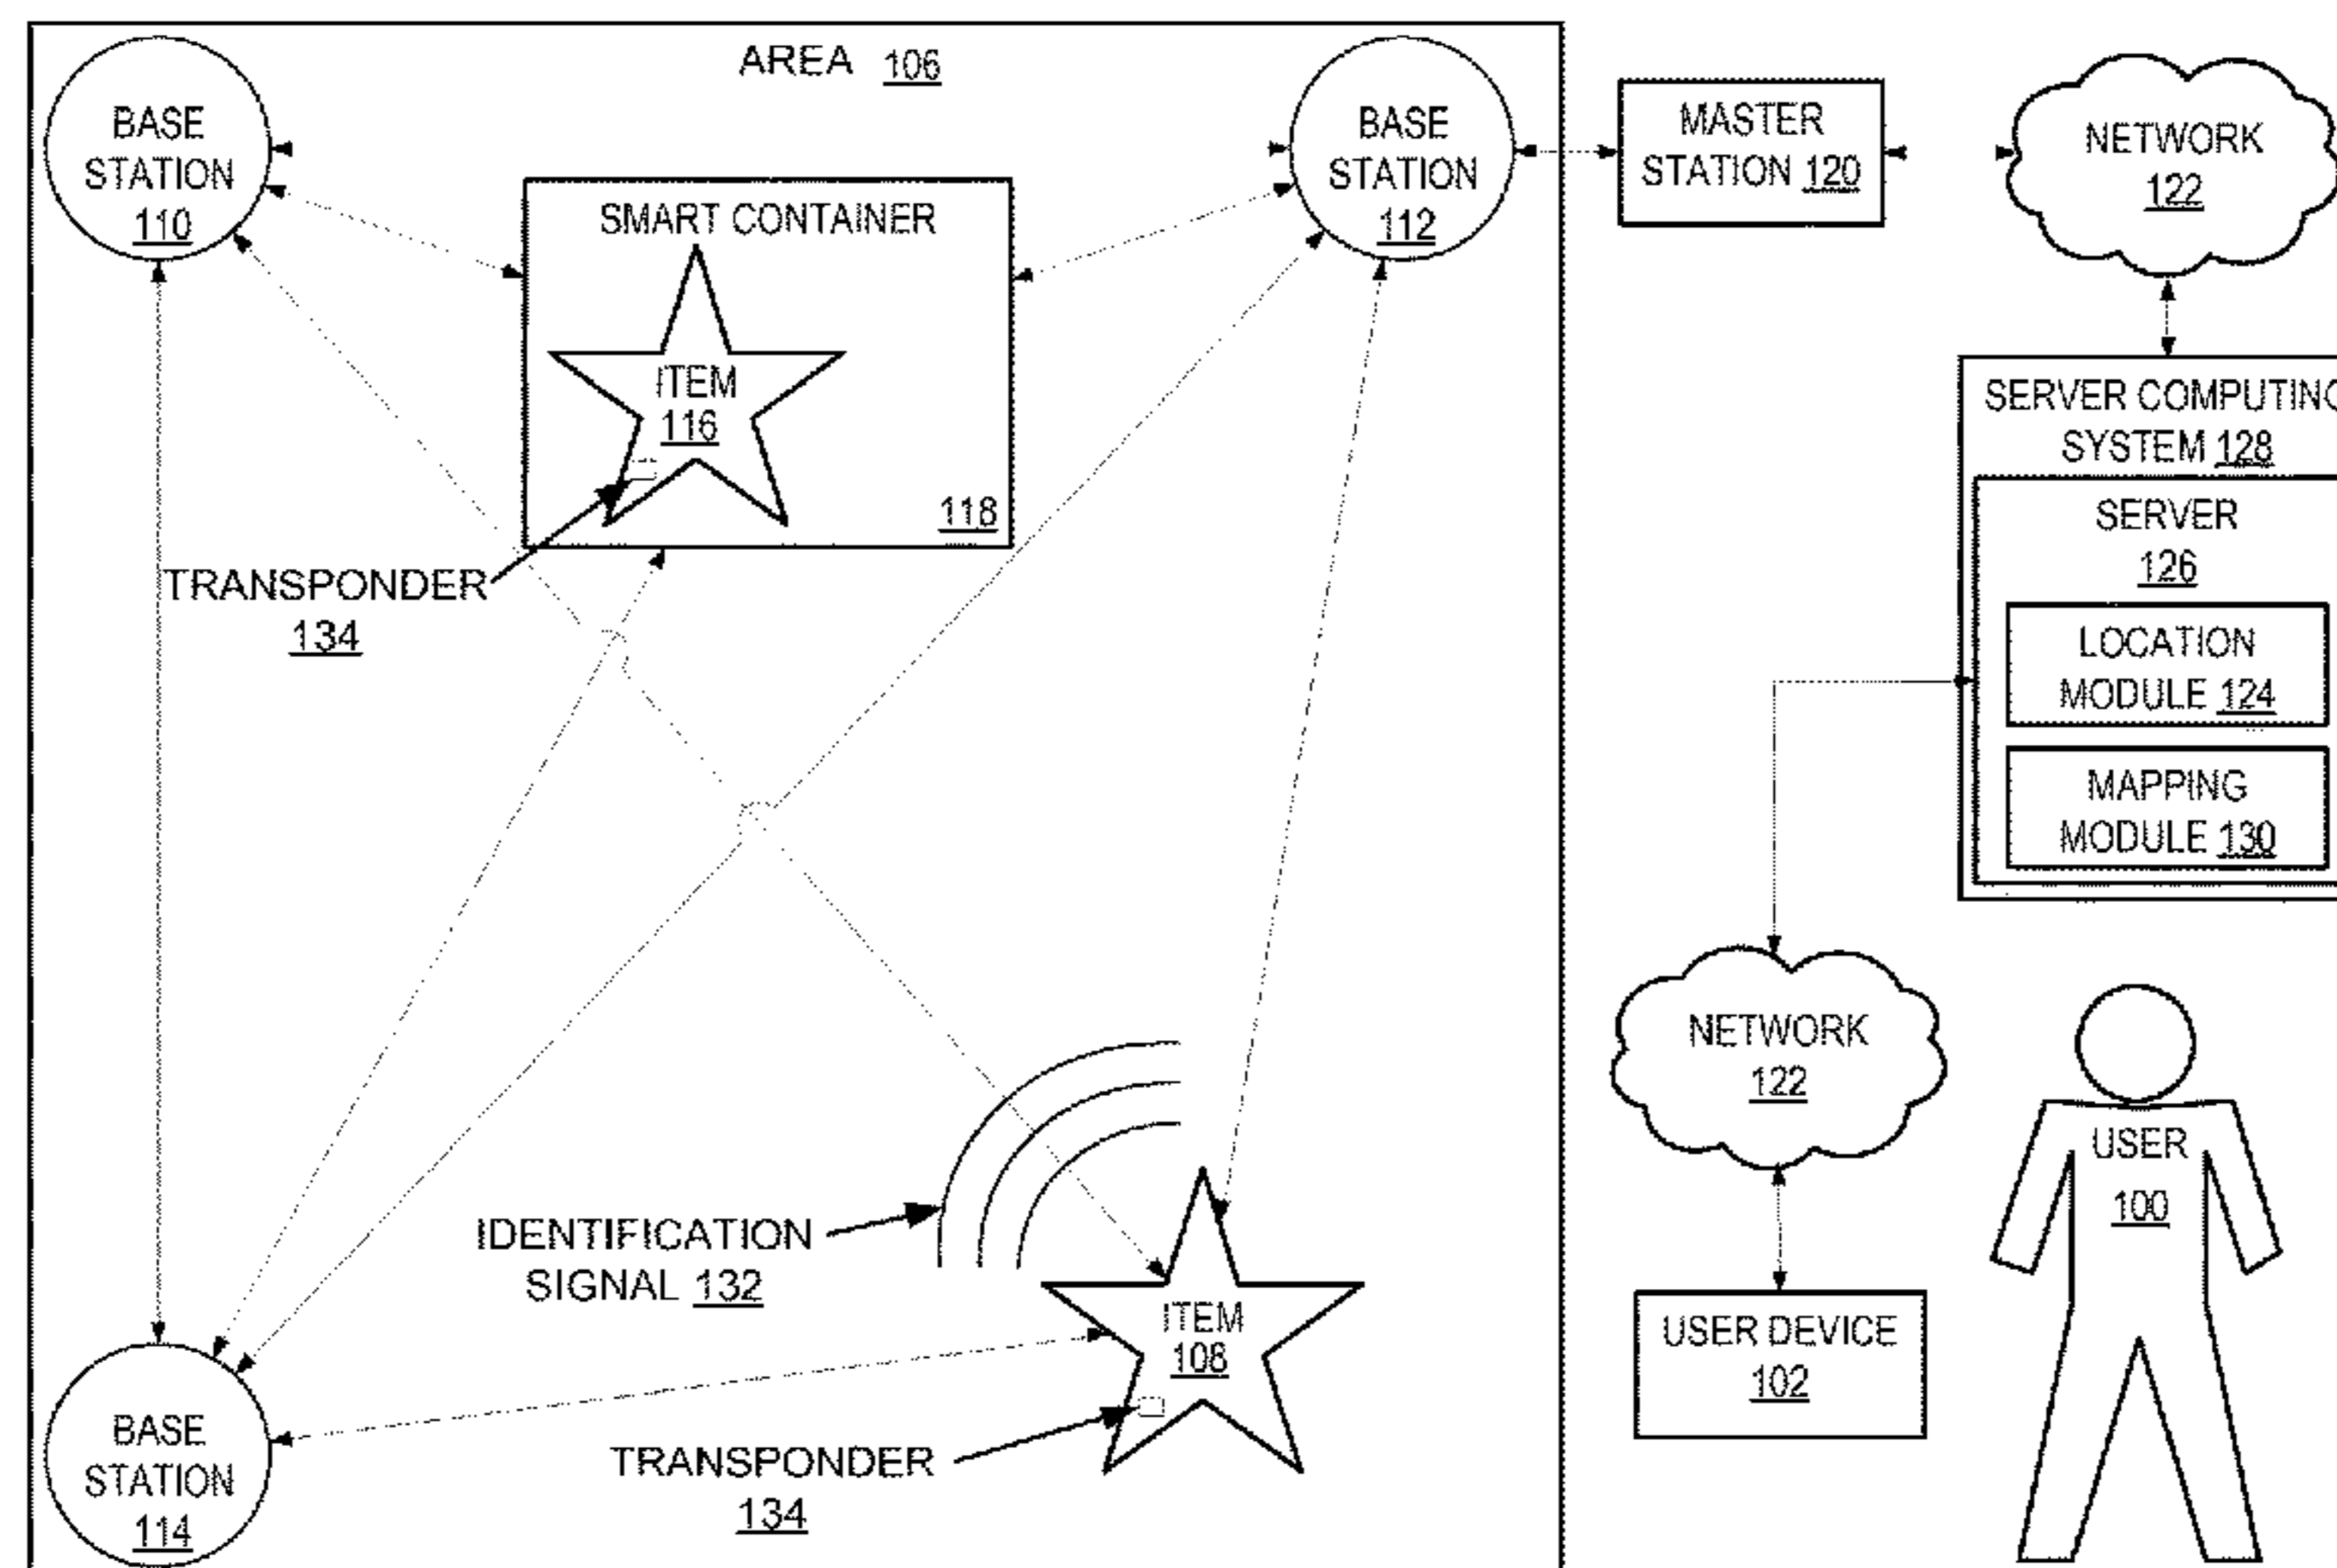 AREA 106
BASE
STATION
110
BASE
STATION
112
MASTER
STATION 120
NETWORK
122
SMART CONTAINER
ITEM
116
118
TRANSPONDER
134
SERVER COMPUTING
SYSTEM 128
SERVER
126
LOCATION
MODULE 124
MAPPING
MODULE 130
NETWORK
122
USER
100
IDENTIFICATION
SIGNAL 132
ITEM
108
USER DEVICE
102
BASE
STATION
114
TRANSPONDER
134